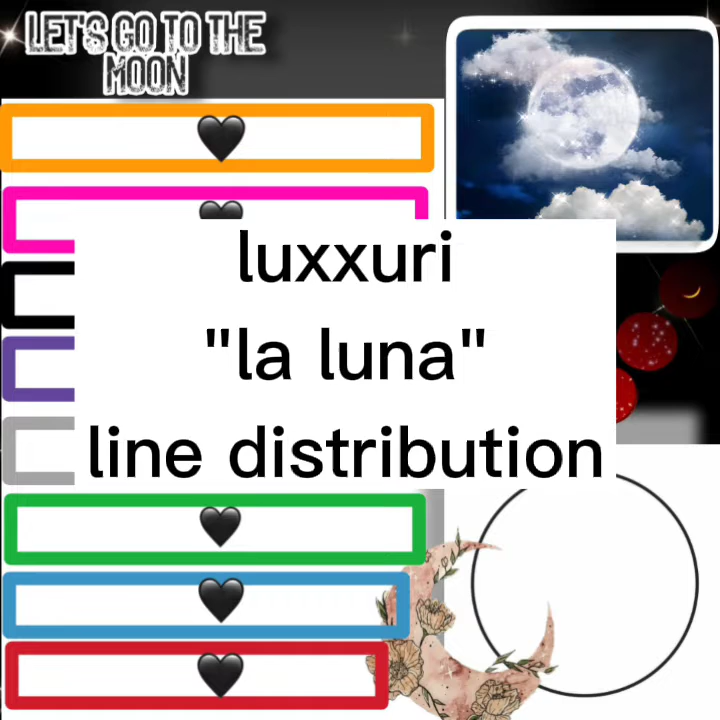 LET'S GO TO THE
MOON
luxxuri
"la luna"
line distribution